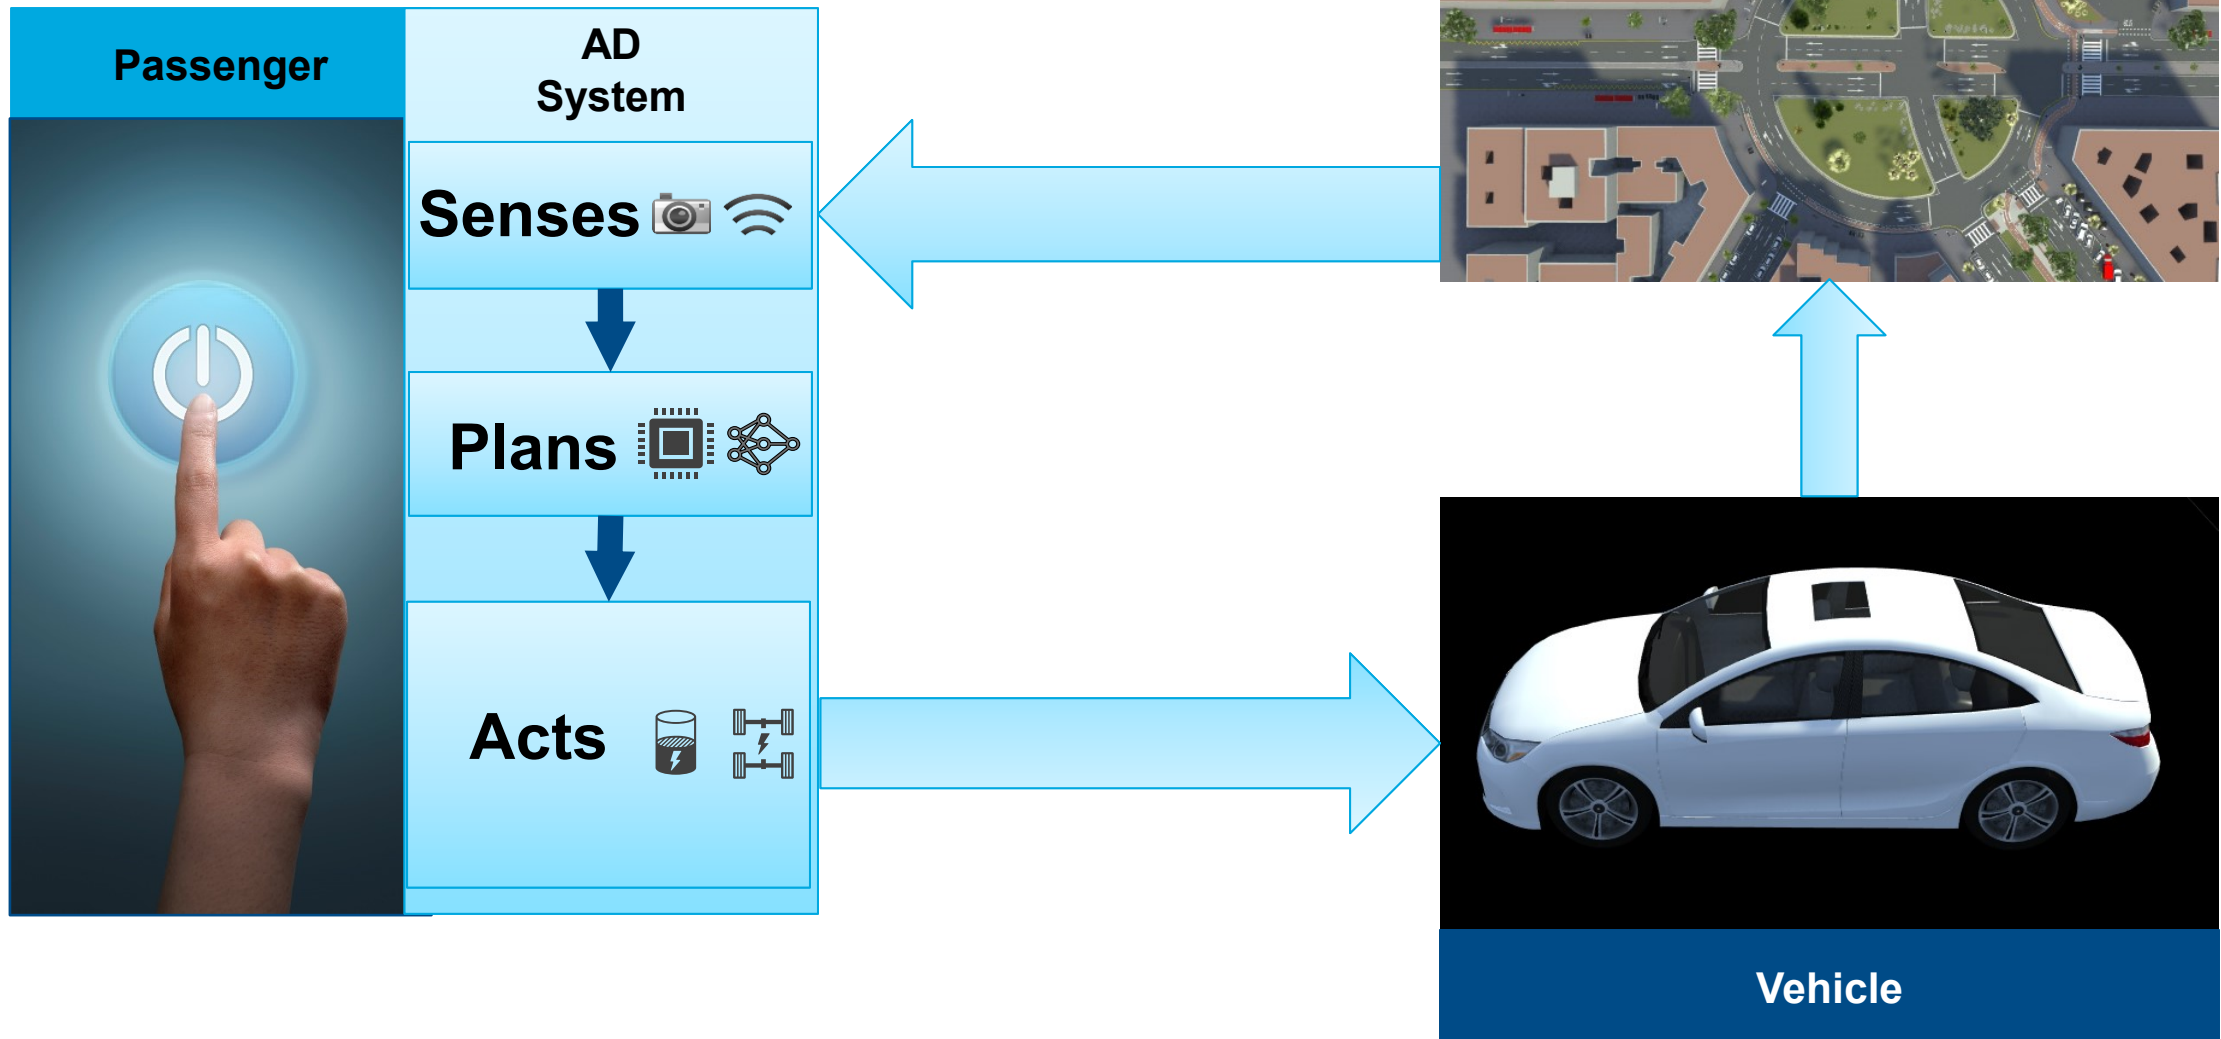 Passenger
AD
System
Senses
Plans
Acts
Vehicle